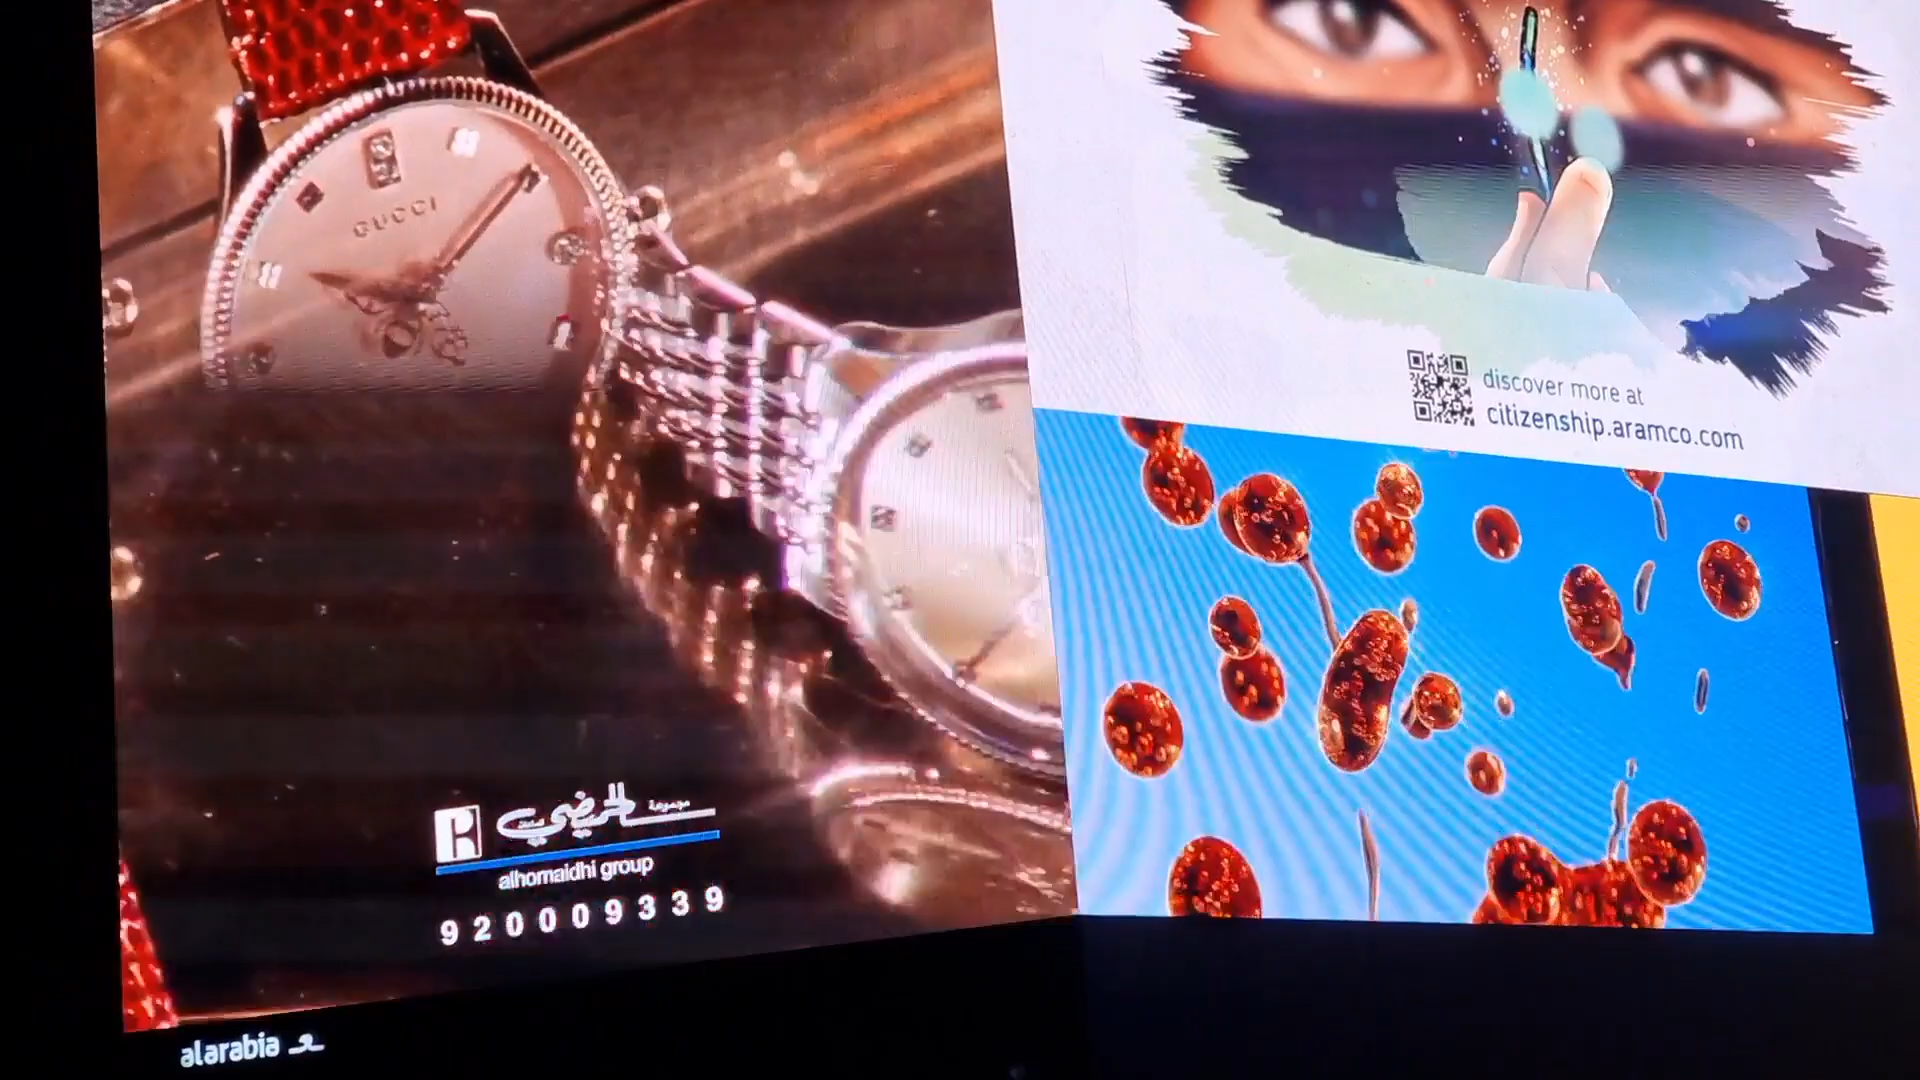 GUCCI
مجموعة
الحميضي
alhomaidhi group
920009339
alarabia
discover more at
citizenship.aramco.com